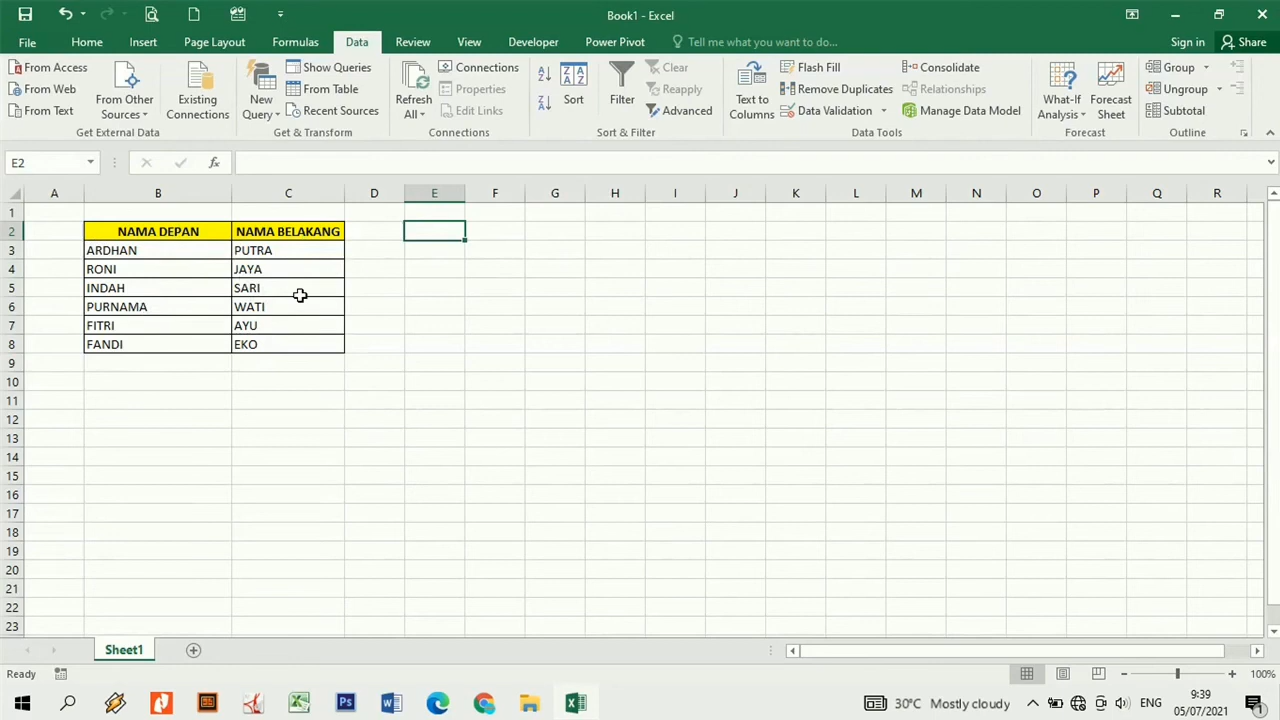 Book1 - Excel
File Home Insert Page Layout Formulas Data Review View Developer Power Pivot Tell me what you want to do... Sign in Share
From Access
From Web
From Text
From Other Sources
Existing Connections
Get External Data
New Query
Show Queries
From Table
Recent Sources
Get & Transform
Refresh All
Connections
Properties
Edit Links
Connections
A Z
Z A
Sort
Filter
Clear
Reapply
Advanced
Sort & Filter
Text to Columns
Flash Fill
Remove Duplicates
Data Validation
Consolidate
Relationships
Manage Data Model
Data Tools
What-If Analysis
Forecast Sheet
Forecast
Group
Ungroup
Subtotal
Outline
E2 fx
A B C D E F G H I J K L M N O P Q R
1
2 NAMA DEPAN NAMA BELAKANG
3 ARDHAN PUTRA
4 RONI JAYA
5 INDAH SARI
6 PURNAMA WATI
7 FITRI AYU
8 FANDI EKO
9
10
11
12
13
14
15
16
17
18
19
20
21
22
23
Sheet1
Ready 100%
30°C Mostly cloudy ENG 9:39
05/07/2021 1